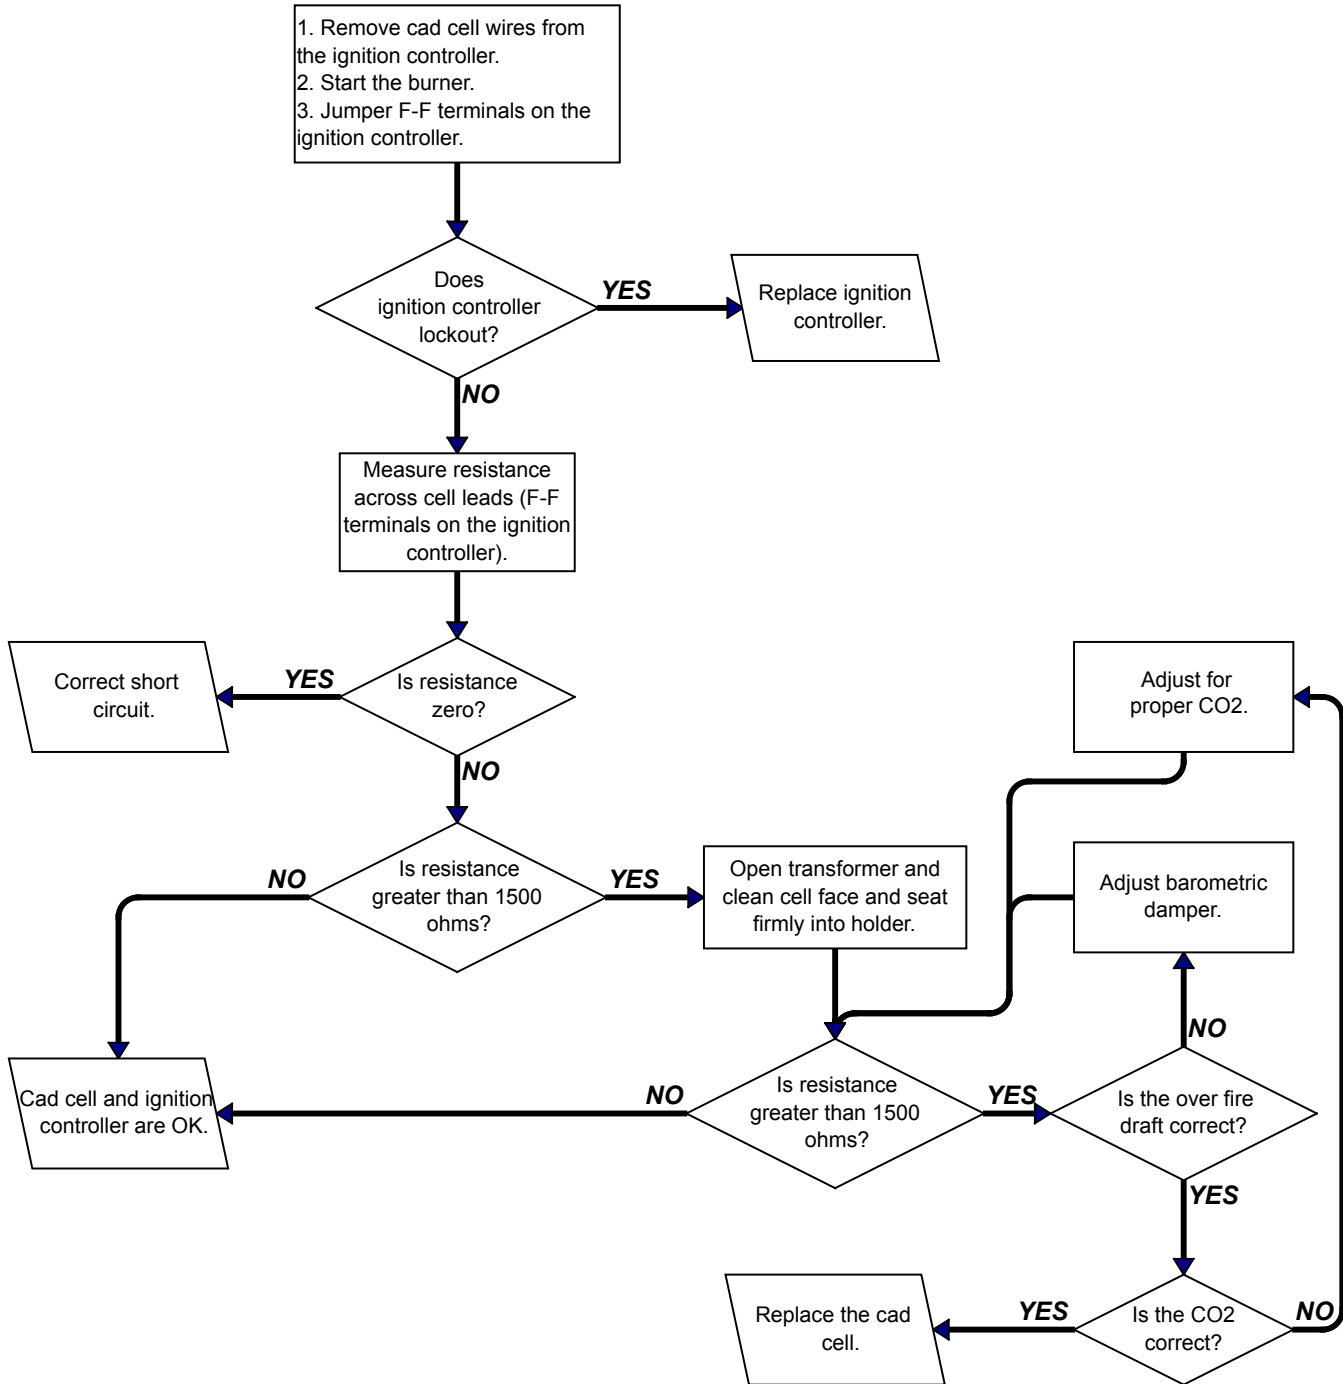 1. Remove cad cell wires from
the ignition controller.
2. Start the burner.
3. Jumper F-F terminals on the
ignition controller.
Does
ignition controller
lockout?
YES
Replace ignition
controller.
NO
Measure resistance
across cell leads (F-F
terminals on the ignition
controller).
Is resistance
zero?
YES
Correct short
circuit.
NO
Adjust for
proper CO2.
Is resistance
greater than 1500
ohms?
NO
YES
Open transformer and
clean cell face and seat
firmly into holder.
Adjust barometric
damper.
NO
Cad cell and ignition
controller are OK.
NO
Is resistance
greater than 1500
ohms?
YES
Is the over fire
draft correct?
YES
Replace the cad
cell.
YES
Is the CO2
correct?
NO